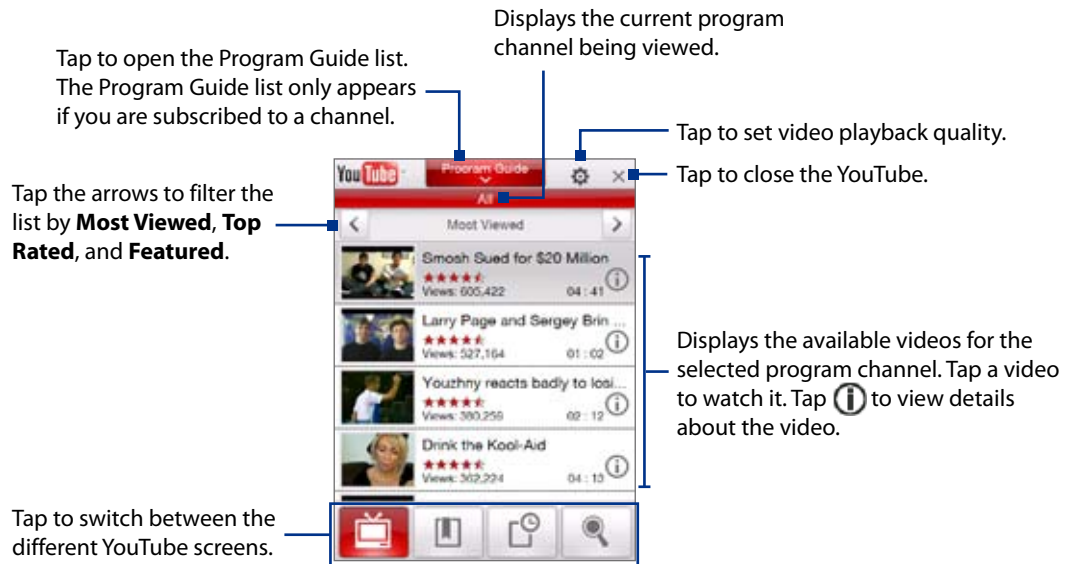 Displays the current program
channel being viewed.
Tap to open the Program Guide list.
The Program Guide list only appears
if you are subscribed to a channel.
Tap to set video playback quality.
Tap to close the YouTube.
Tap the arrows to filter the
list by Most Viewed, Top
Rated, and Featured.
YouTube
Program Guide
All
Most Viewed
Smosh Sued for $20 Million
Views: 605,422 04 : 41
Larry Page and Sergey Brin ...
Views: 527,164 01 : 02
Youzhny reacts badly to losi...
Views: 380,259 02 : 12
Drink the Kool-Aid
Views: 362,224 04 : 13
Displays the available videos for the
selected program channel. Tap a video
to watch it. Tap i to view details
about the video.
Tap to switch between the
different YouTube screens.